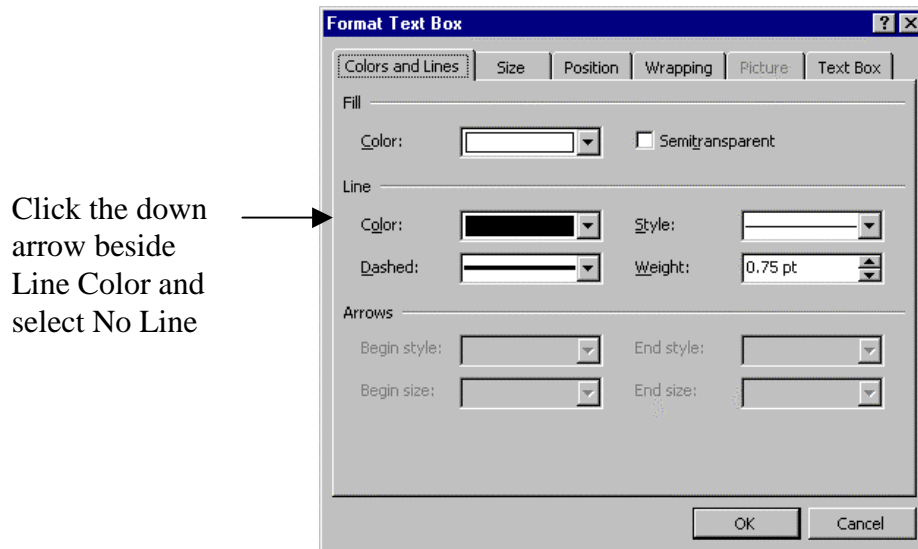 Format Text Box
Colors and Lines Size Position Wrapping Picture Text Box
Fill
Color: Semitransparent
Click the down
arrow beside
Line Color and
select No Line
Line
Color: Style:
Dashed: Weight: 0.75 pt
Arrows
Begin style: End style:
Begin size: End size:
OK Cancel